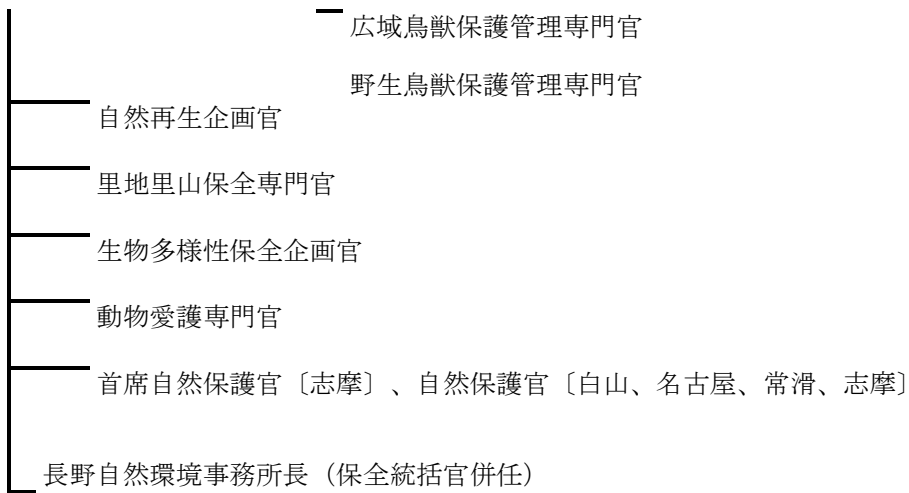 広域鳥獣保護管理専門官
野生鳥獣保護管理専門官
自然再生企画官
里地里山保全専門官
生物多様性保全企画官
動物愛護専門官
首席自然保護官〔志摩〕、自然保護官〔白山、名古屋、常滑、志摩〕
長野自然環境事務所長（保全統括官併任）